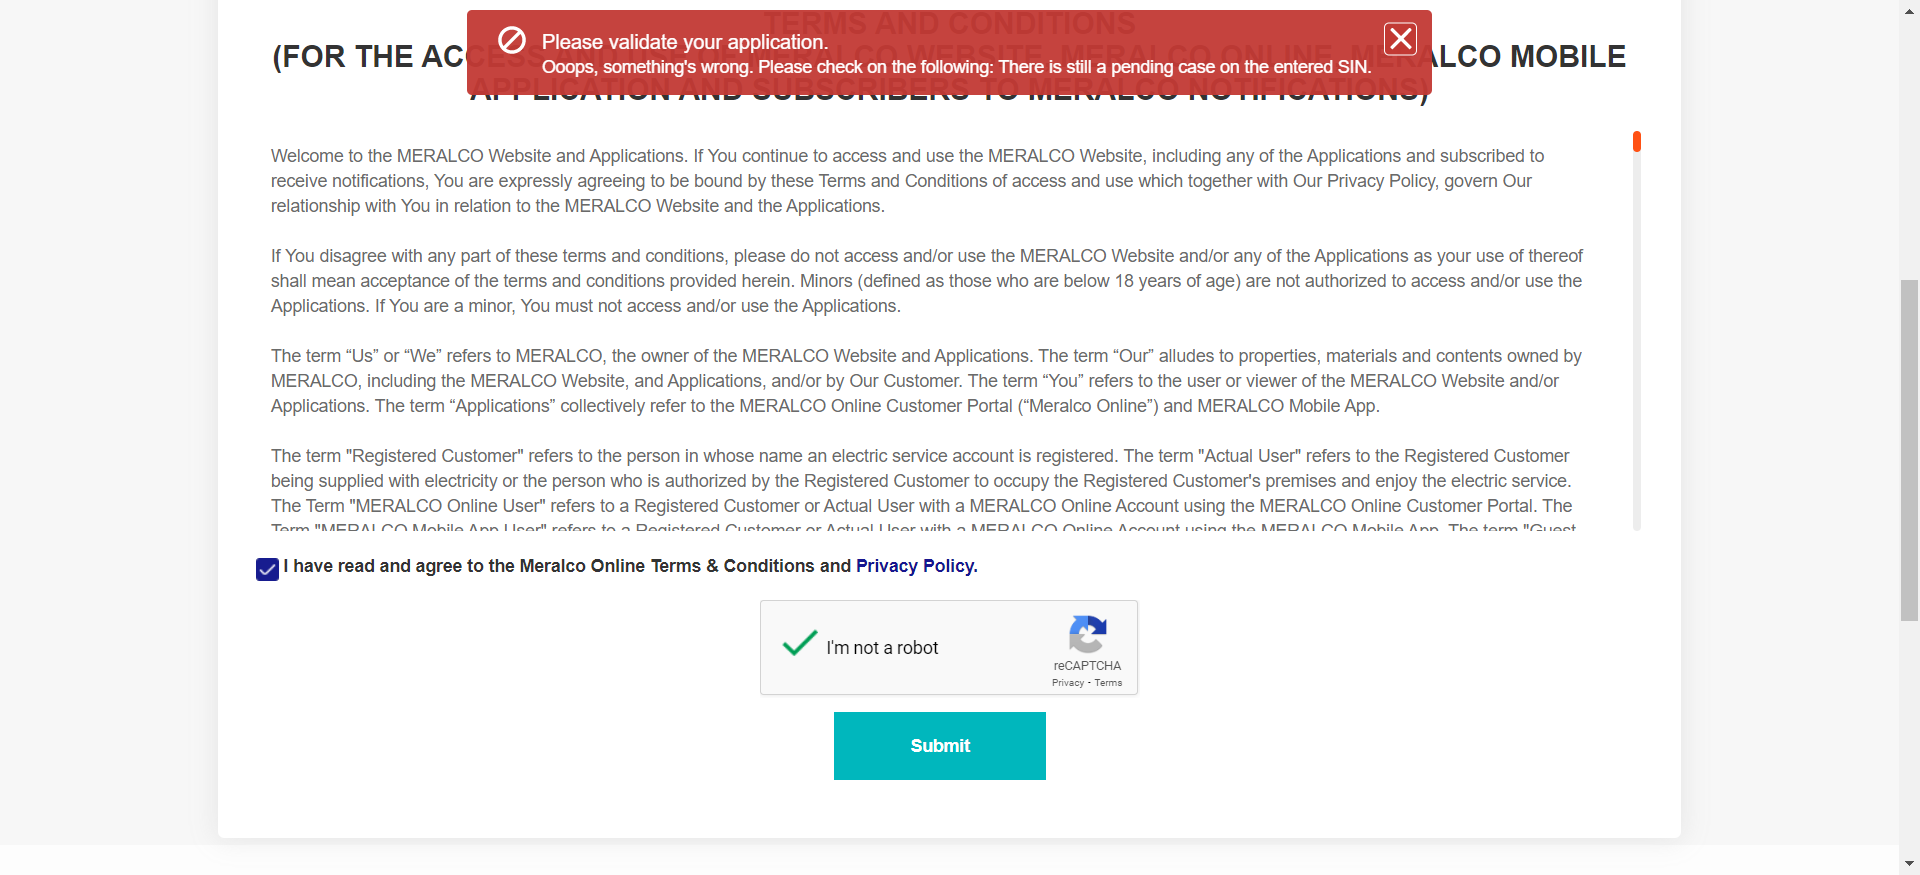 TERMS AND CONDITIONS
(FOR THE ACCESS AND USE OF MERALCO WEBSITE, MERALCO ONLINE, MERALCO MOBILE
APPLICATION AND SUBSCRIBERS TO MERALCO NOTIFICATIONS)
Please validate your application.
Ooops, something's wrong. Please check on the following: There is still a pending case on the entered SIN.
Welcome to the MERALCO Website and Applications. If You continue to access and use the MERALCO Website, including any of the Applications and subscribed to
receive notifications, You are expressly agreeing to be bound by these Terms and Conditions of access and use which together with Our Privacy Policy, govern Our
relationship with You in relation to the MERALCO Website and the Applications.
If You disagree with any part of these terms and conditions, please do not access and/or use the MERALCO Website and/or any of the Applications as your use of thereof
shall mean acceptance of the terms and conditions provided herein. Minors (defined as those who are below 18 years of age) are not authorized to access and/or use the
Applications. If You are a minor, You must not access and/or use the Applications.
The term “Us” or “We” refers to MERALCO, the owner of the MERALCO Website and Applications. The term “Our” alludes to properties, materials and contents owned by
MERALCO, including the MERALCO Website, and Applications, and/or by Our Customer. The term “You” refers to the user or viewer of the MERALCO Website and/or
Applications. The term “Applications” collectively refer to the MERALCO Online Customer Portal (“Meralco Online”) and MERALCO Mobile App.
The term "Registered Customer" refers to the person in whose name an electric service account is registered. The term "Actual User" refers to the Registered Customer
being supplied with electricity or the person who is authorized by the Registered Customer to occupy the Registered Customer's premises and enjoy the electric service.
The Term "MERALCO Online User" refers to a Registered Customer or Actual User with a MERALCO Online Account using the MERALCO Online Customer Portal. The
Term "MERALCO Mobile App User" refers to a Registered Customer or Actual User with a MERALCO Online Account using the MERALCO Mobile App. The term "Guest
I have read and agree to the Meralco Online Terms & Conditions and Privacy Policy.
I'm not a robot
reCAPTCHA
Privacy - Terms
Submit